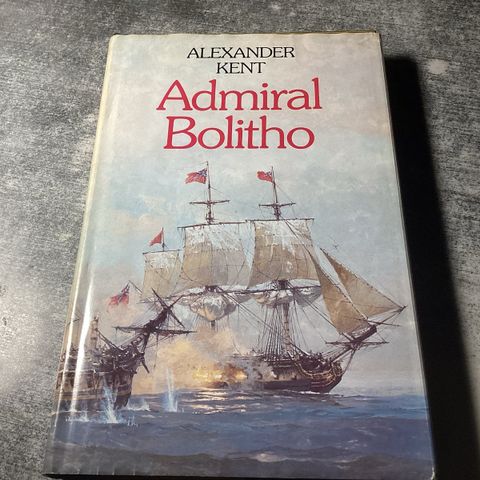 ALEXANDER
KENT
Admiral
Bolitho